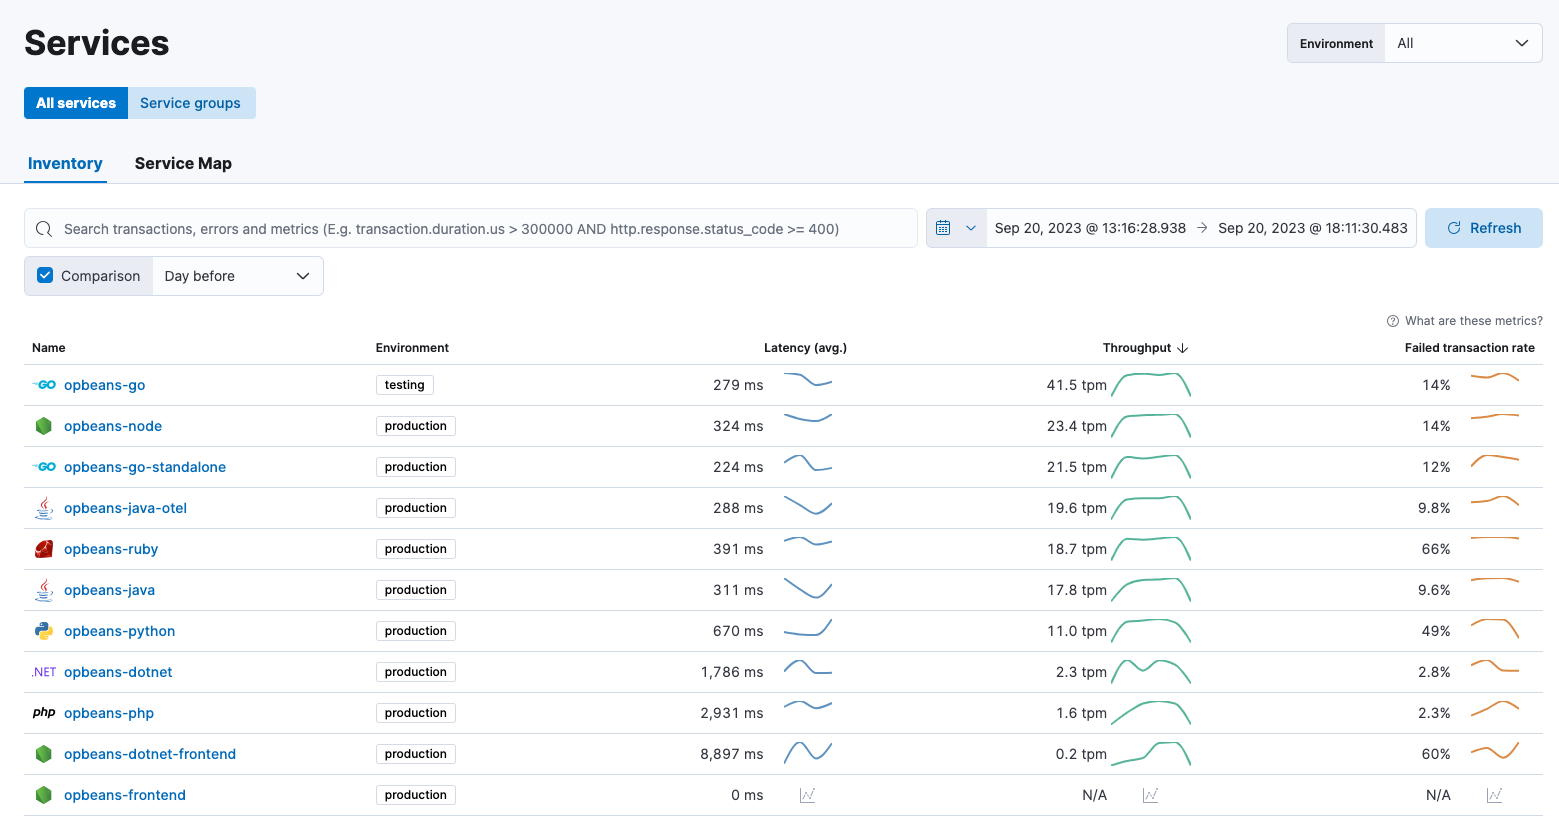 Services
Environment All
All services Service groups
Inventory Service Map
Search transactions, errors and metrics (E.g. transaction.duration.us > 300000 AND http.response.status_code >= 400)
Sep 20, 2023 @ 13:16:28.938 → Sep 20, 2023 @ 18:11:30.483
Refresh
Comparison Day before
What are these metrics?
Name Environment Latency (avg.) Throughput ↓ Failed transaction rate
GO opbeans-go testing 279 ms 41.5 tpm 14%
opbeans-node production 324 ms 23.4 tpm 14%
GO opbeans-go-standalone production 224 ms 21.5 tpm 12%
opbeans-java-otel production 288 ms 19.6 tpm 9.8%
opbeans-ruby production 391 ms 18.7 tpm 66%
opbeans-java production 311 ms 17.8 tpm 9.6%
opbeans-python production 670 ms 11.0 tpm 49%
.NET opbeans-dotnet production 1,786 ms 2.3 tpm 2.8%
php opbeans-php production 2,931 ms 1.6 tpm 2.3%
opbeans-dotnet-frontend production 8,897 ms 0.2 tpm 60%
opbeans-frontend production 0 ms N/A N/A